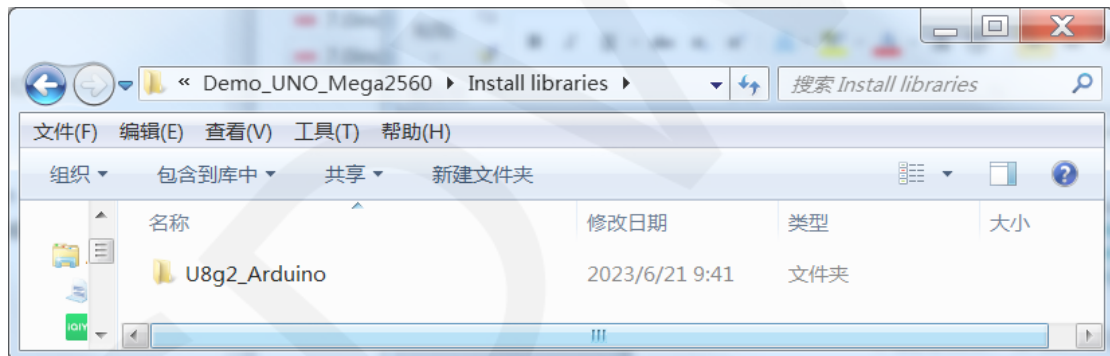 « Demo_UNO_Mega2560 Install libraries 搜索 Install libraries
文件(F) 编辑(E) 查看(V) 工具(T) 帮助(H)
组织 包含到库中 共享 新建文件夹
名称 修改日期 类型 大小
U8g2_Arduino 2023/6/21 9:41 文件夹